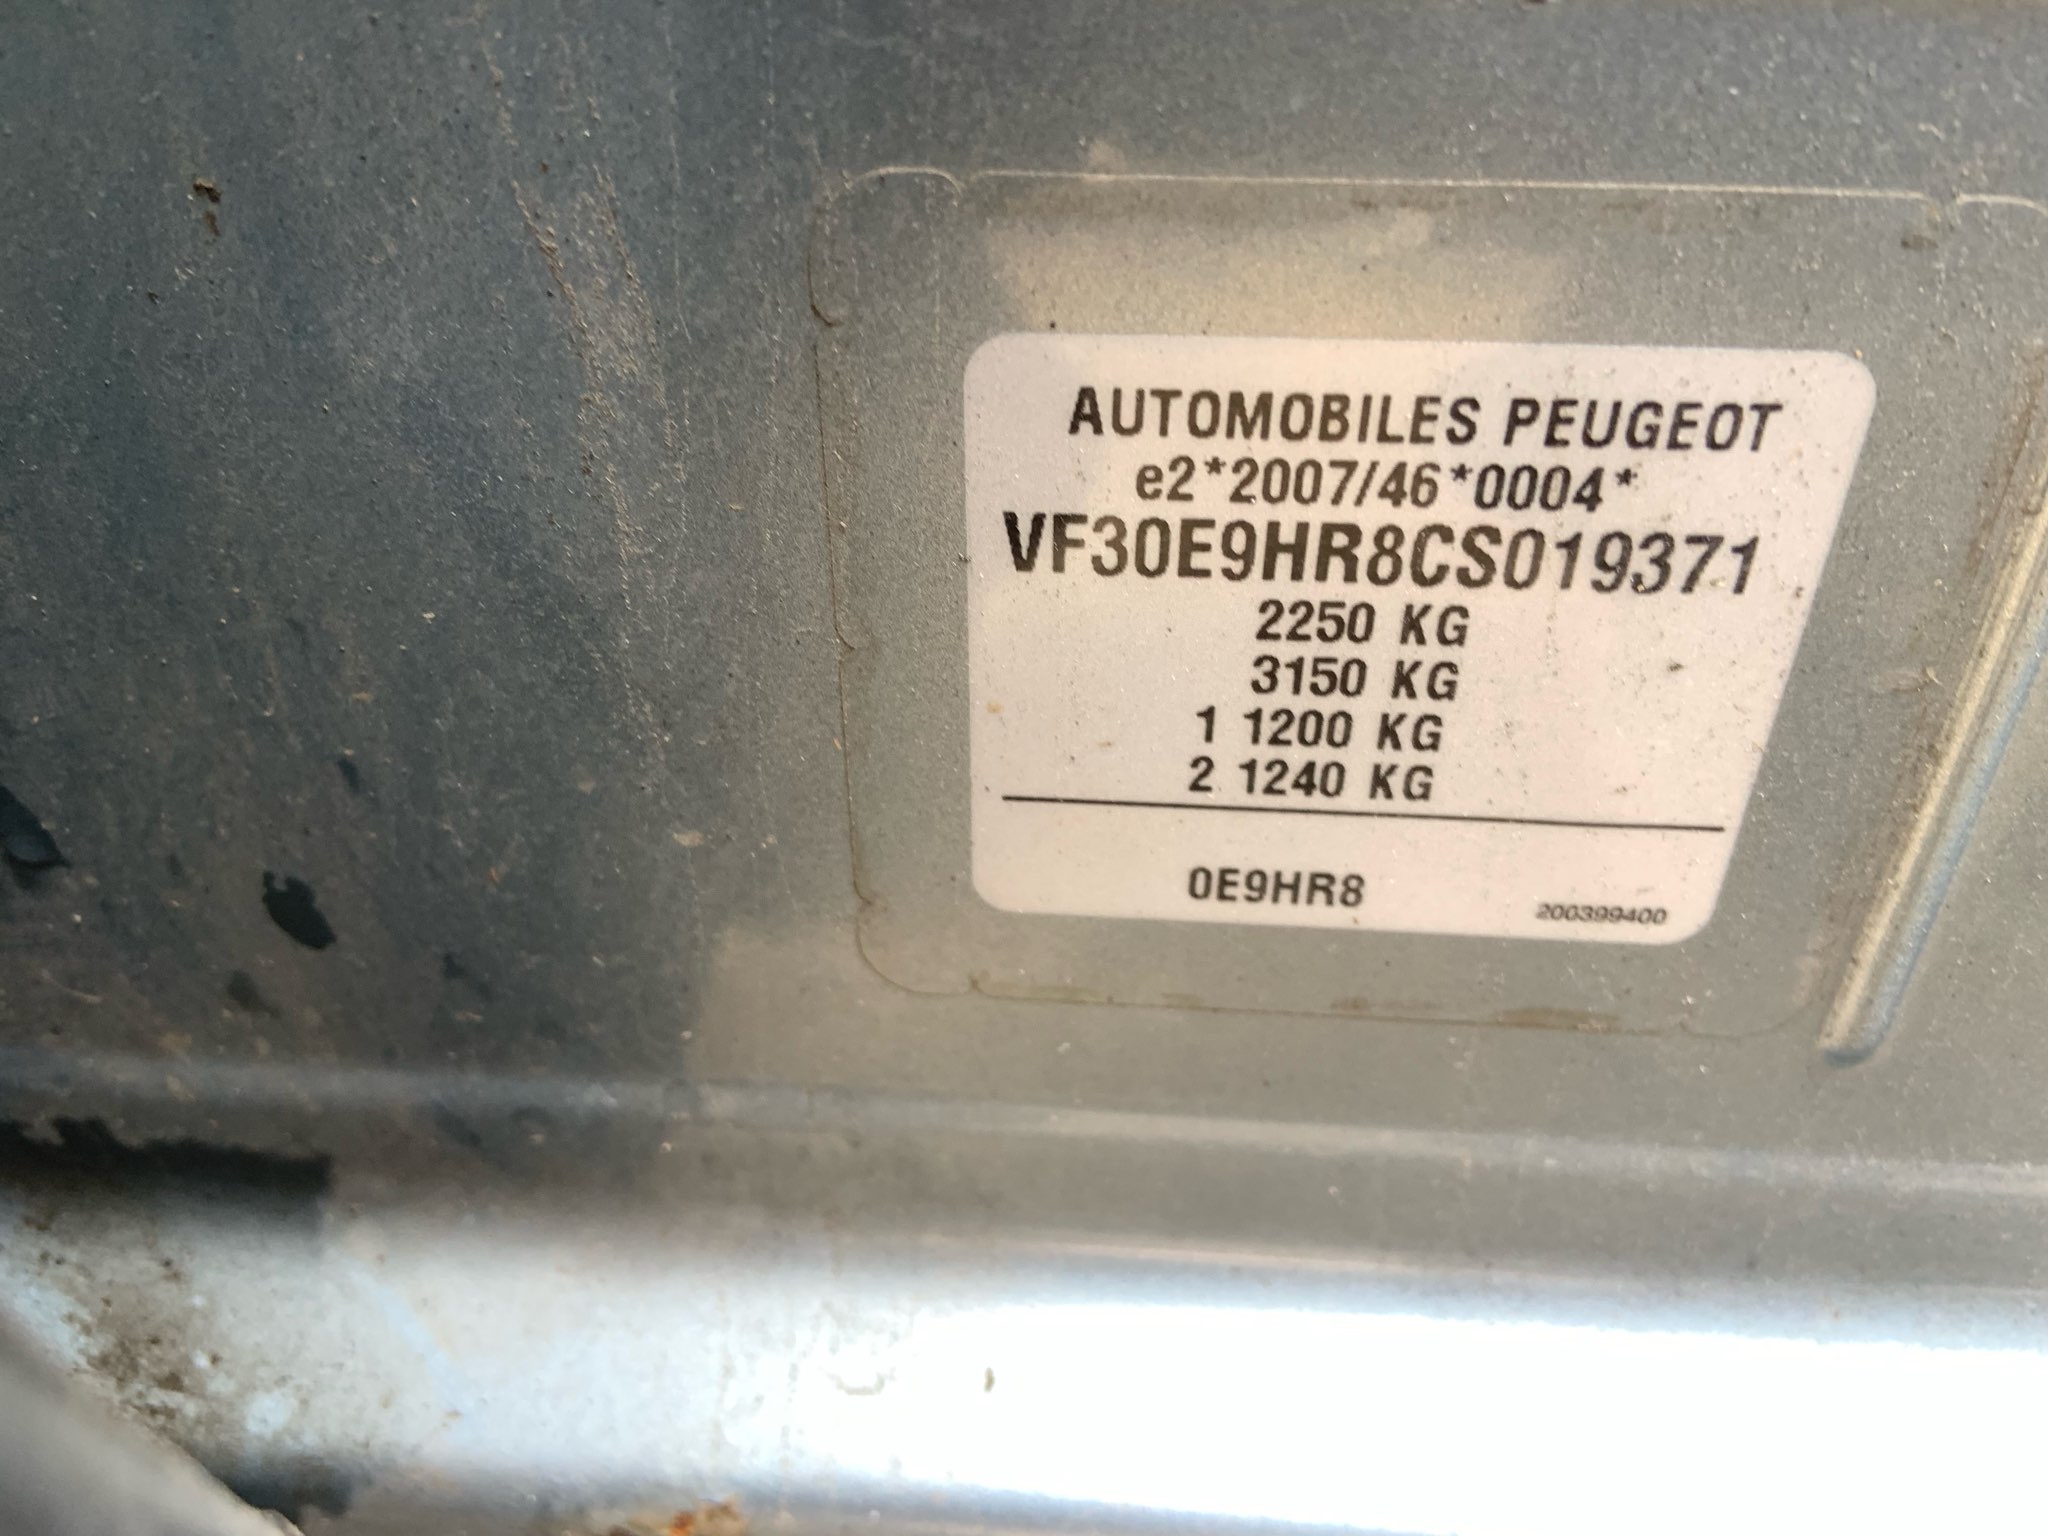 AUTOMOBILES PEUGEOT
e2*2007/46*0004*
VF30E9HR8CS019371
2250 KG
3150 KG
1 1200 KG
2 1240 KG
0E9HR8
200399400